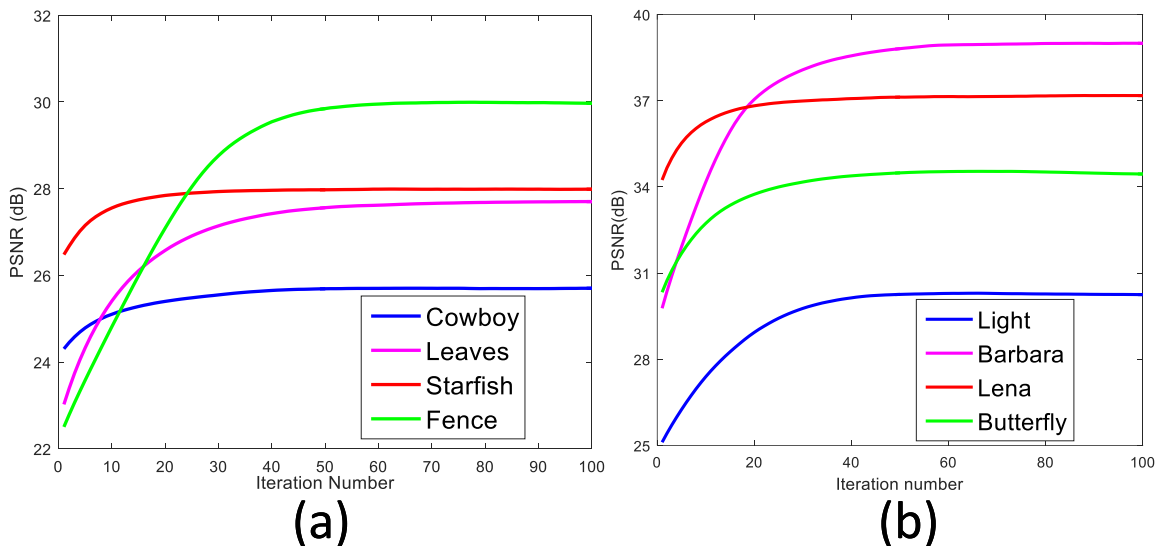 32
30
28
26
24
22
PSNR (dB)
0 10 20 30 40 50 60 70 80 90 100
Iteration Number
Cowboy
Leaves
Starfish
Fence
(a)
40
37
34
31
28
25
PSNR(dB)
0 20 40 60 80 100
Iteration number
Light
Barbara
Lena
Butterfly
(b)